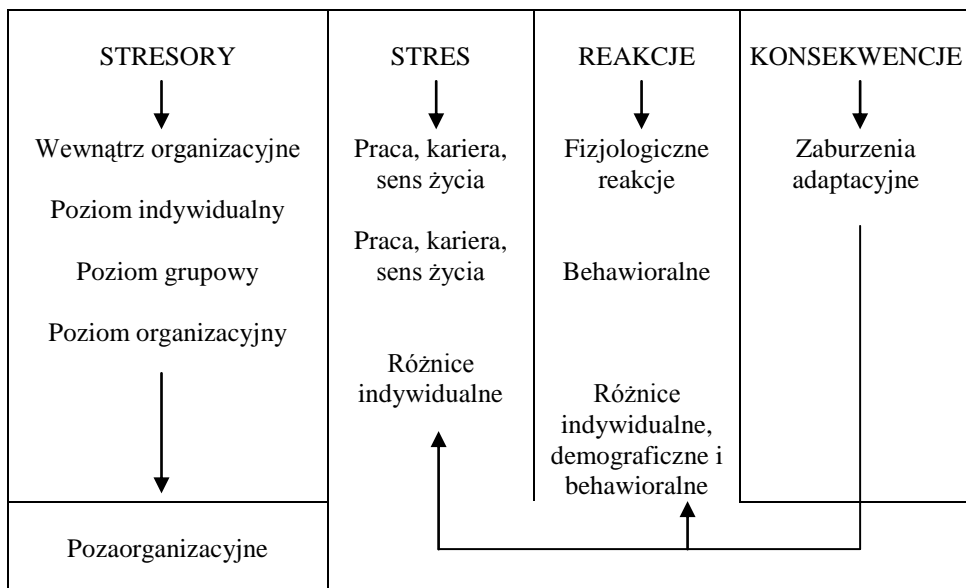 STRESORY
Wewnątrz organizacyjne
Poziom indywidualny
Poziom grupowy
Poziom organizacyjny
Pozaorganizacyjne
STRES
Praca, kariera,
sens życia
Praca, kariera,
sens życia
Różnice
indywidualne
REAKCJE
Fizjologiczne
reakcje
Behawioralne
Różnice
indywidualne,
demograficzne i
behawioralne
KONSEKWENCJE
Zaburzenia
adaptacyjne